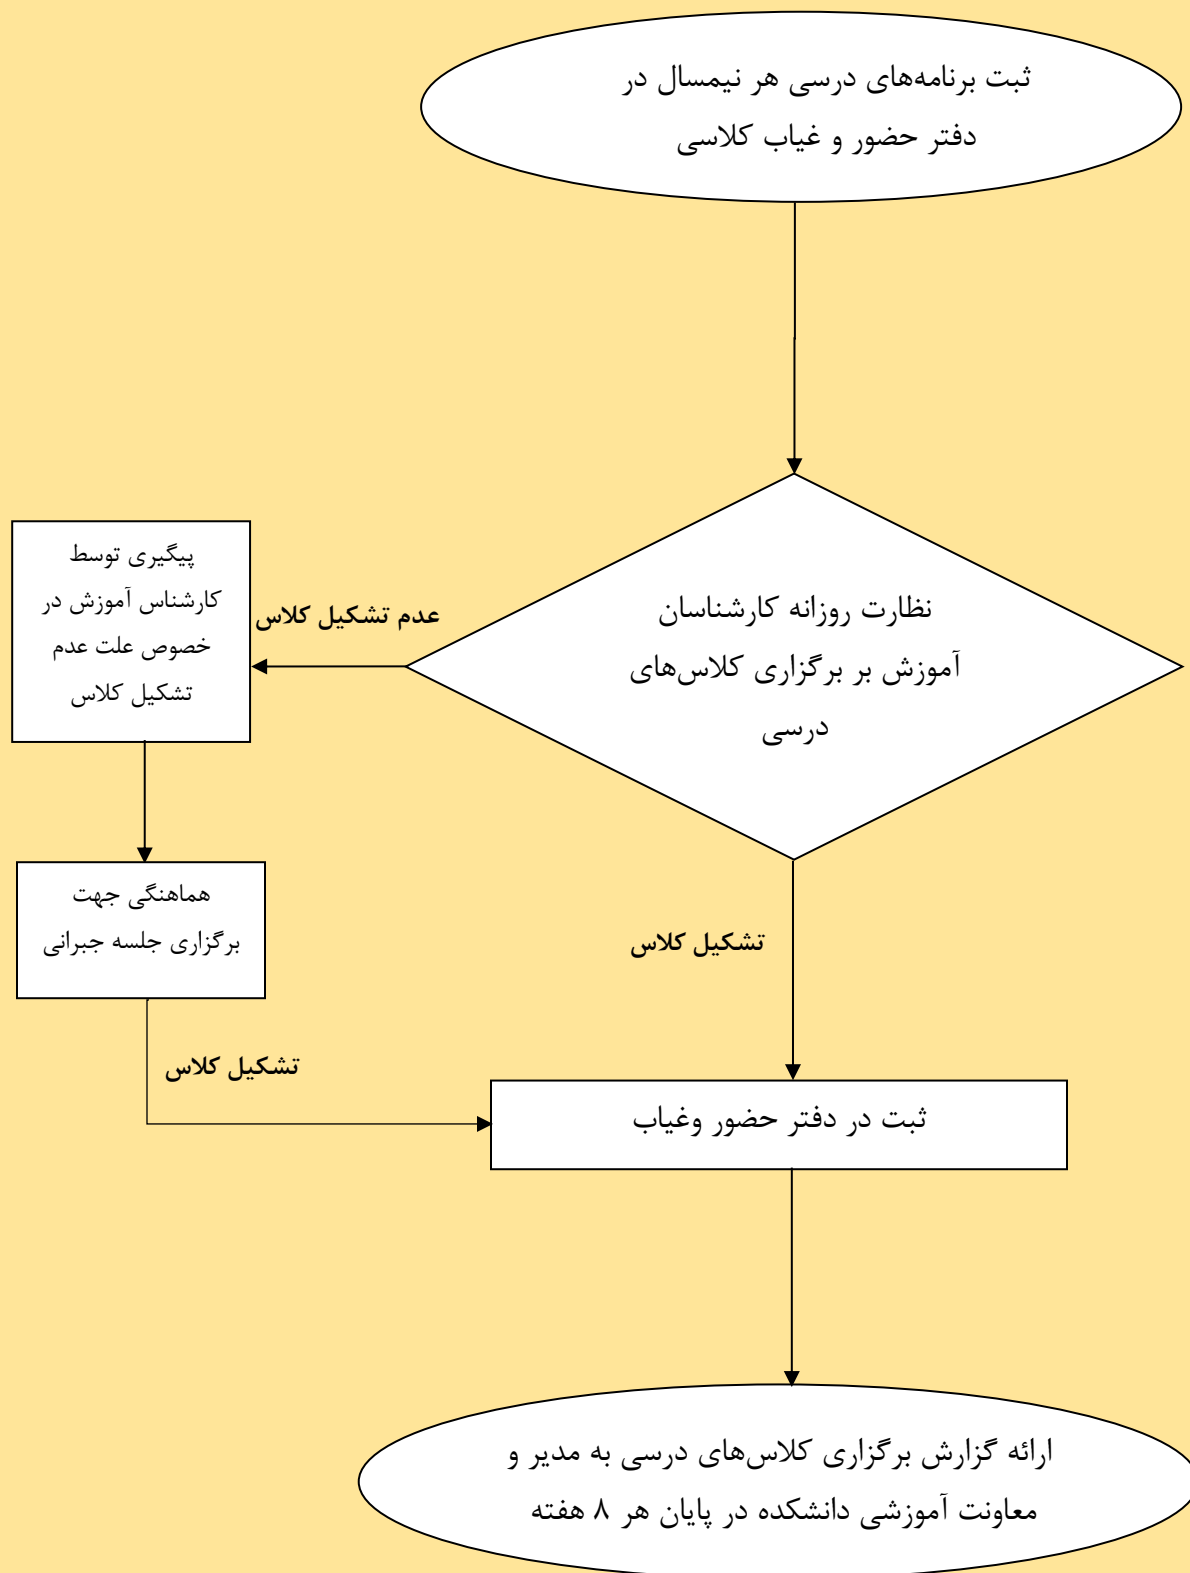 ثبت برنامه‌های درسی هر نیمسال در
دفتر حضور و غیاب کلاسی
نظارت روزانه کارشناسان
آموزش بر برگزاری کلاس‌های
درسی
عدم تشکیل کلاس
پیگیری توسط
کارشناس آموزش در
خصوص علت عدم
تشکیل کلاس
هماهنگی جهت
برگزاری جلسه جبرانی
تشکیل کلاس
تشکیل کلاس
ثبت در دفتر حضور وغیاب
ارائه گزارش برگزاری کلاس‌های درسی به مدیر و
معاونت آموزشی دانشکده در پایان هر ۸ هفته